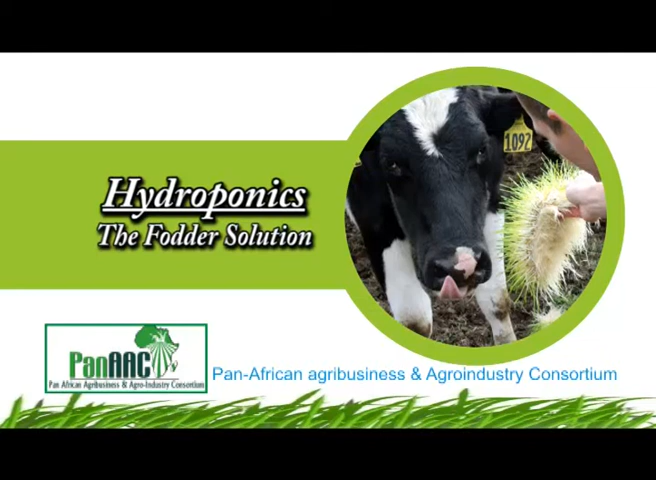 Hydroponics
The Fodder Solution
1092
PanAAC
Pan African Agribusiness & Agro-Industry Consortium
Pan-African agribusiness & Agroindustry Consortium